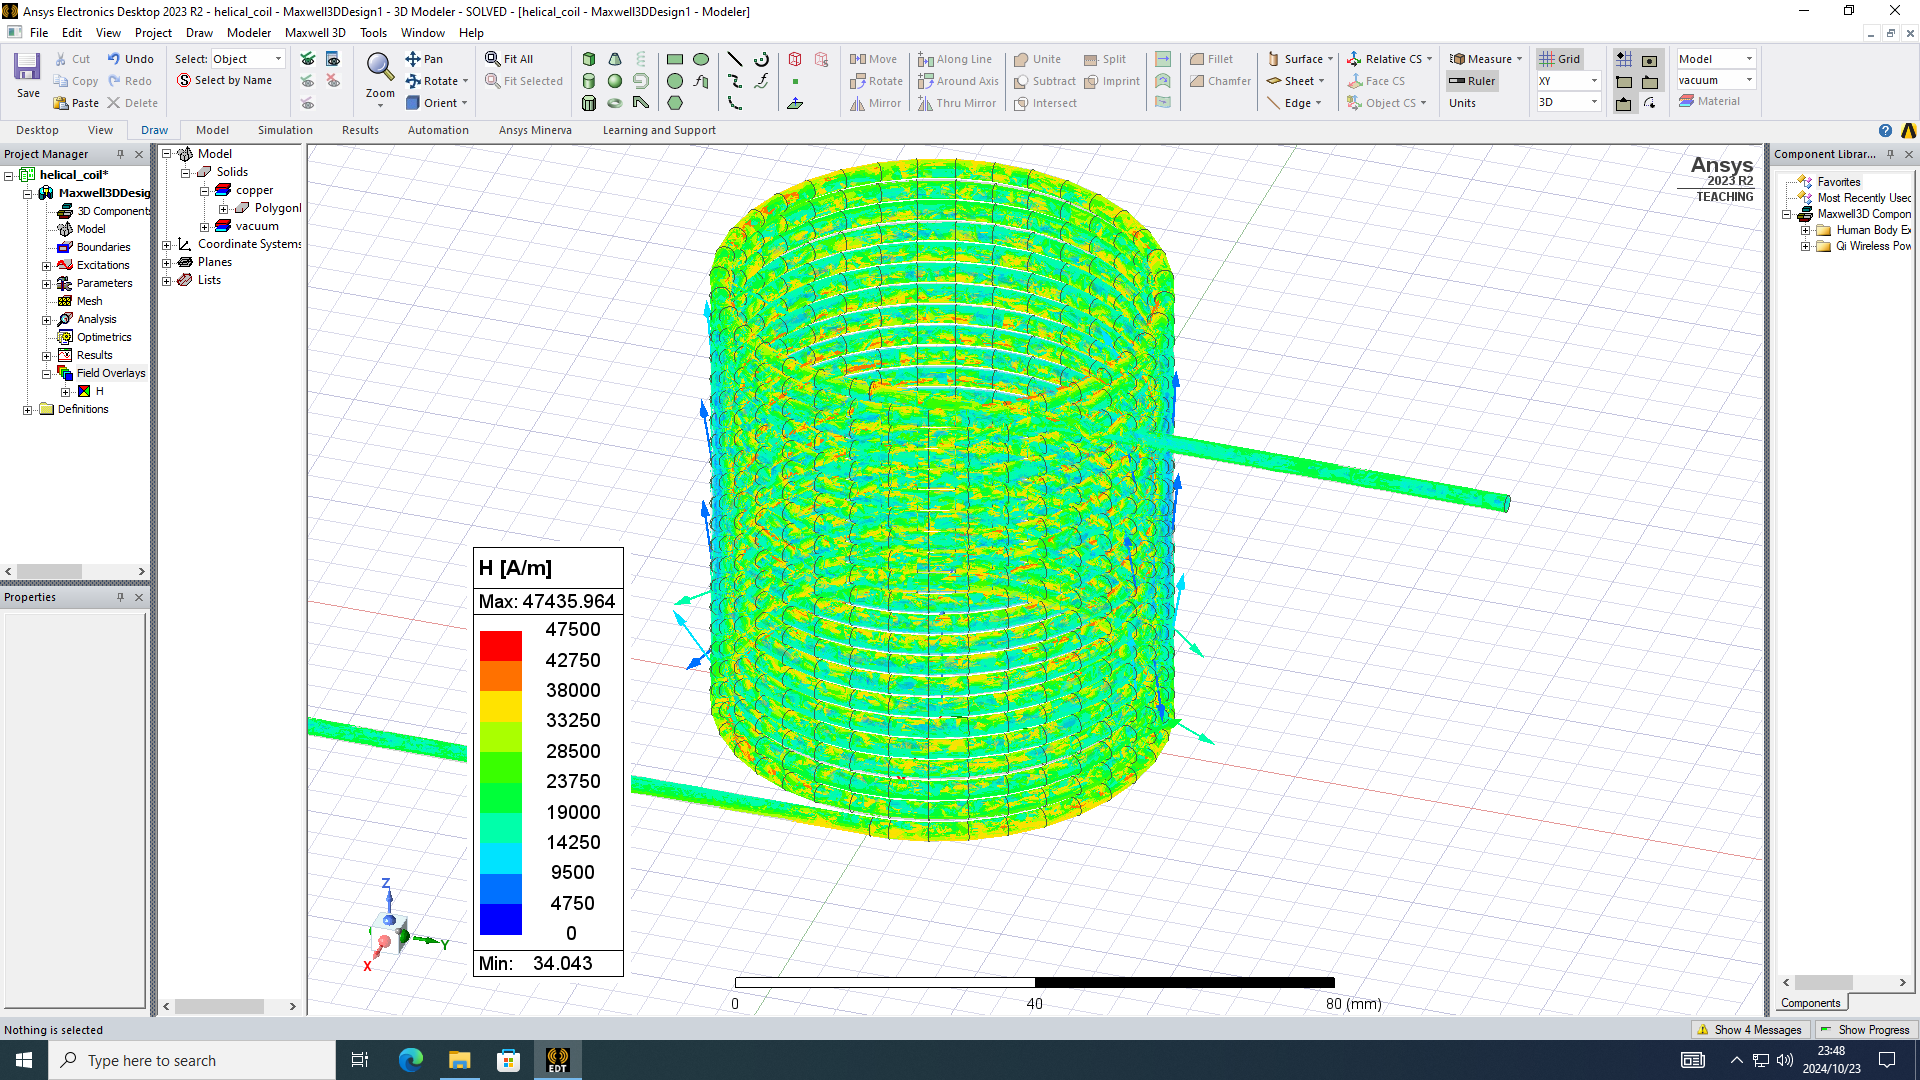 Ansys Electronics Desktop 2023 R2 - helical_coil - Maxwell3DDesign1 - 3D Modeler - SOLVED - [helical_coil - Maxwell3DDesign1 - Modeler]
File Edit View Project Draw Modeler Maxwell 3D Tools Window Help
Save
Cut
Copy
Paste
Undo
Redo
Delete
Select: Object
Select by Name
Zoom
Pan
Rotate
Orient
Fit All
Fit Selected
Move
Rotate
Mirror
Along Line
Around Axis
Thru Mirror
Unite
Subtract
Intersect
Split
Imprint
Fillet
Chamfer
Surface
Sheet
Edge
Relative CS
Face CS
Object CS
Measure
Ruler
Units
Grid
XY
3D
Model
vacuum
Material
Desktop View Draw Model Simulation Results Automation Ansys Minerva Learning and Support
Project Manager
helical_coil*
Maxwell3DDesig
3D Component
Model
Boundaries
Excitations
Parameters
Mesh
Analysis
Optimetrics
Results
Field Overlays
H
Definitions
Properties
Model
Solids
copper
Polygonl
vacuum
Coordinate Systems
Planes
Lists
Ansys
2023 R2
TEACHING
H [A/m]
Max: 47435.964
47500
42750
38000
33250
28500
23750
19000
14250
9500
4750
0
Min: 34.043
Z
Y
X
0 40 80 (mm)
Component Librar...
Favorites
Most Recently Used
Maxwell3D Compon
Human Body Ex
Qi Wireless Pow
Components
Nothing is selected
Show 4 Messages
Show Progress
Type here to search
EDT
23:48
2024/10/23